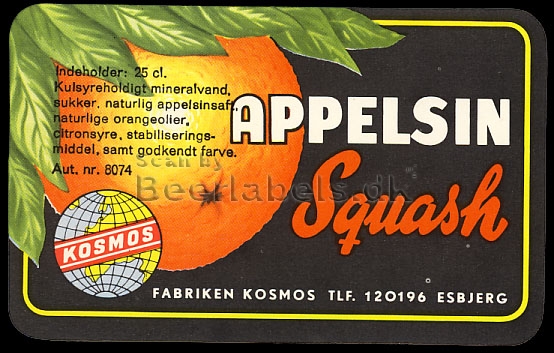 Indeholder: 25 cl.
Kulsyreholdigt mineralvand,
sukker, naturlig appelsinsaft,
naturlige orangeolier,
citronsyre, stabiliserings-
middel, samt godkendt farve.
Aut. nr. 8074
APPELSIN
Squash
Scan by
Beerlabels.dk
KOSMOS
FABRIKEN KOSMOS TLF. 120196 ESBJERG